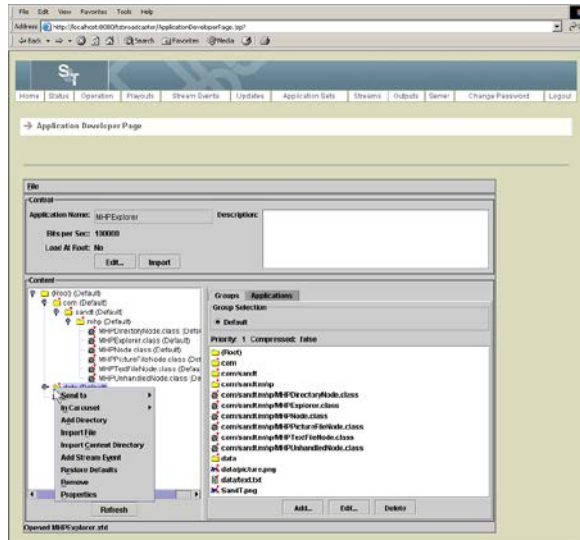 File Edit View Favorites Tools Help
Address http://localhost:8080/tsbroadcaster/ApplicationDeveloperPage.jsp?
Back Search Favorites Media
S&T
Home Status Operation Playouts Stream Events Updates Application Sets Streams Outputs Server Change Password Logout
Application Developer Page
File
Control
Application Name: MHPExplorer Description:
Bits per Sec: 100000
Load At Root: No
Edit... Import
Content
(Root) (Default)
com (Default)
sandt (Default)
mhp (Default)
MHPDirectoryNode.class (Defa
MHPExplorer.class (Default)
MHPNode.class (Default)
MHPPictureFileNode.class (Def
MHPTextFileNode.class (Defau
MHPUnhandledNode.class (De
data (Default)
Send to
In Carousel
Add Directory
Import File
Import Content Directory
Add Stream Event
Restore Defaults
Remove
Properties
Refresh
Groups Applications
Group Selection
Default
Priority: 1 Compressed: false
(Root)
com
com/sandt
com/sandt/mhp
com/sandt/mhp/MHPDirectoryNode.class
com/sandt/mhp/MHPExplorer.class
com/sandt/mhp/MHPNode.class
com/sandt/mhp/MHPPictureFileNode.class
com/sandt/mhp/MHPTextFileNode.class
com/sandt/mhp/MHPUnhandledNode.class
data
data/picture.png
data/text.txt
SandT.png
Add... Edit... Delete
Opened MHPExplorer.xtd